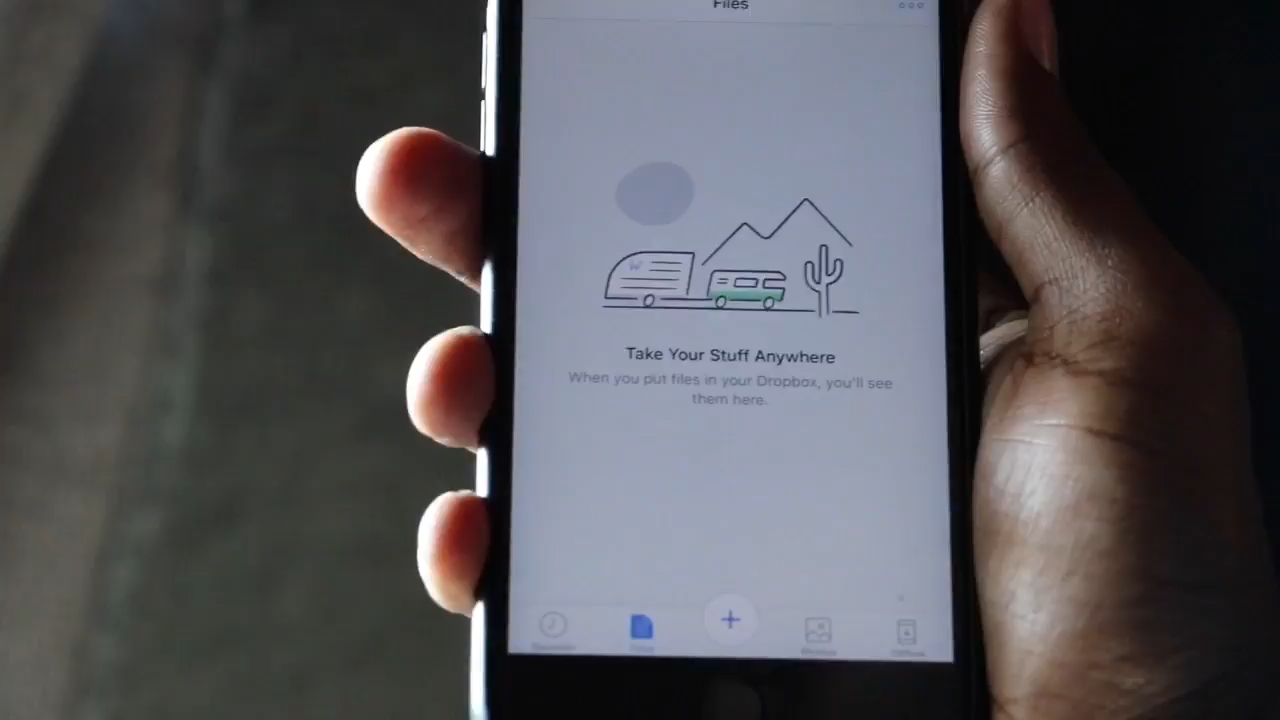 Files
W
Take Your Stuff Anywhere
When you put files in your Dropbox, you'll see
them here.